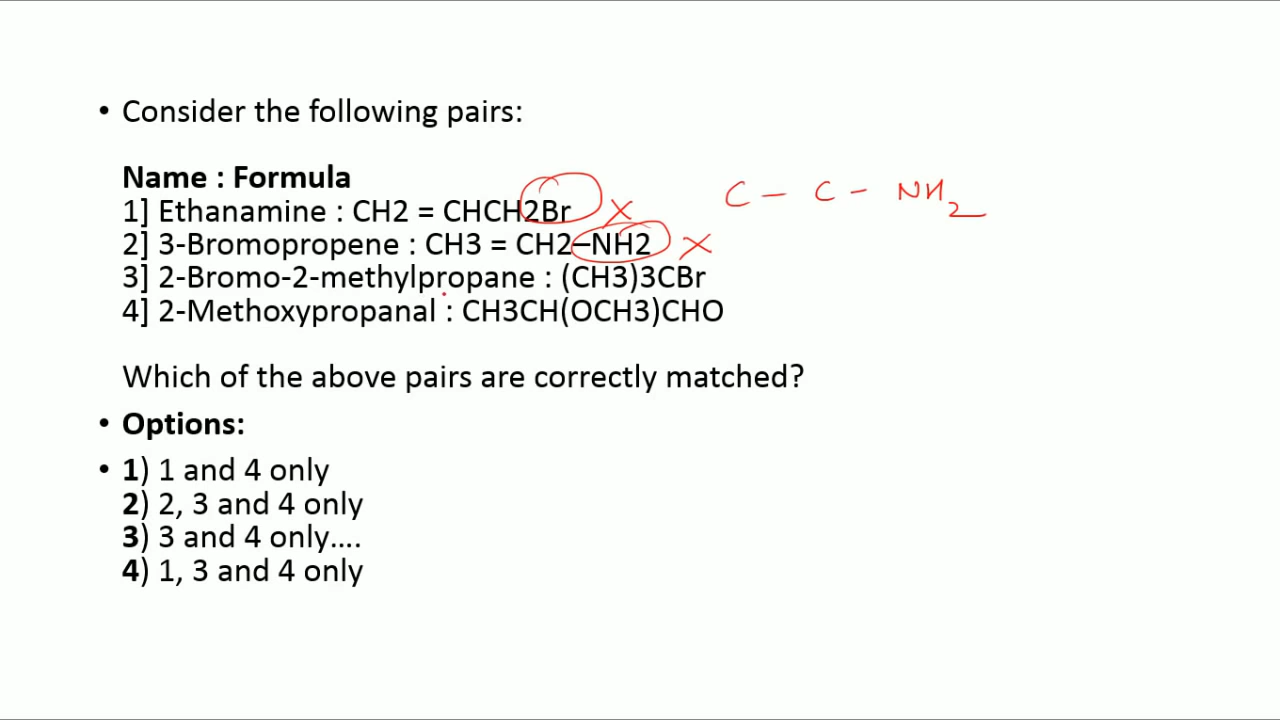 • Consider the following pairs:
Name : Formula
1] Ethanamine : CH2 = CHCH2Br X C – C – NH2
2] 3-Bromopropene : CH3 = CH2–NH2 X
3] 2-Bromo-2-methylpropane : (CH3)3CBr
4] 2-Methoxypropanal : CH3CH(OCH3)CHO
Which of the above pairs are correctly matched?
• Options:
• 1) 1 and 4 only
2) 2, 3 and 4 only
3) 3 and 4 only....
4) 1, 3 and 4 only